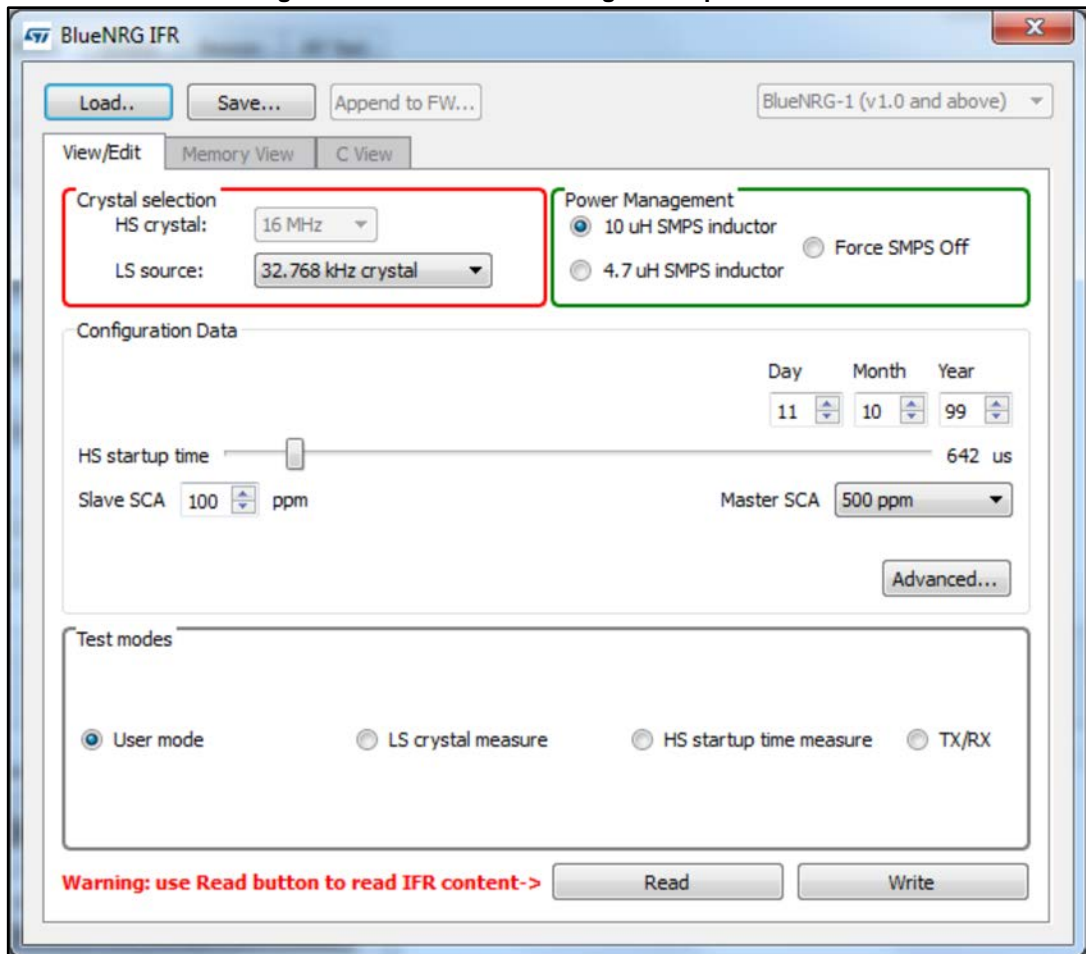 BlueNRG IFR
Load.. Save... Append to FW... BlueNRG-1 (v1.0 and above)
View/Edit Memory View C View
Crystal selection Power Management
HS crystal: 16 MHz 10 uH SMPS inductor
Force SMPS Off
LS source: 32.768 kHz crystal 4.7 uH SMPS inductor
Configuration Data
Day Month Year
11 10 99
HS startup time 642 us
Slave SCA 100 ppm Master SCA 500 ppm
Advanced...
Test modes
User mode LS crystal measure HS startup time measure TX/RX
Warning: use Read button to read IFR content-> Read Write